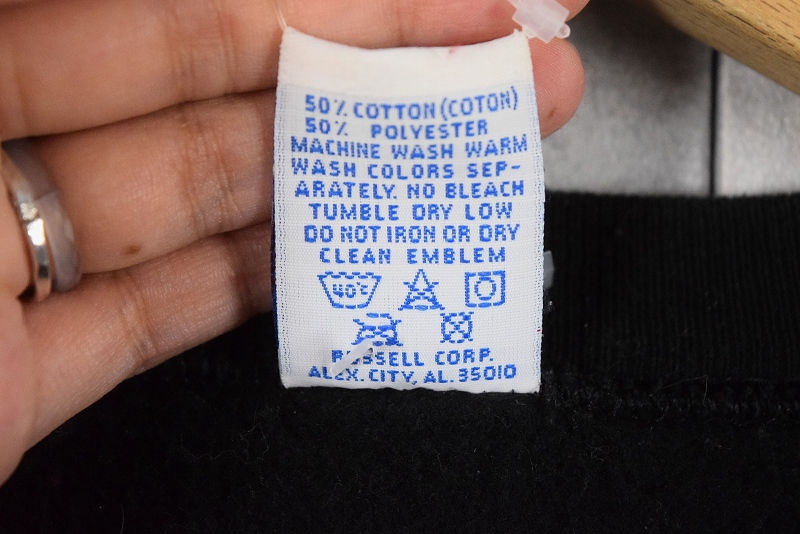 50% COTTON (COTON)
50% POLYESTER
MACHINE WASH WARM
WASH COLORS SEP-
ARATELY. NO BLEACH
TUMBLE DRY LOW
DO NOT IRON OR DRY
CLEAN EMBLEM
40°C
RUSSELL CORP.
ALEX. CITY, AL. 35010